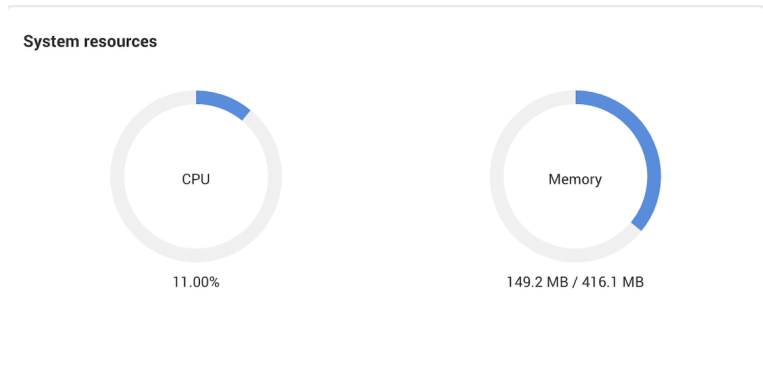 System resources
CPU
Memory
11.00%
149.2 MB / 416.1 MB